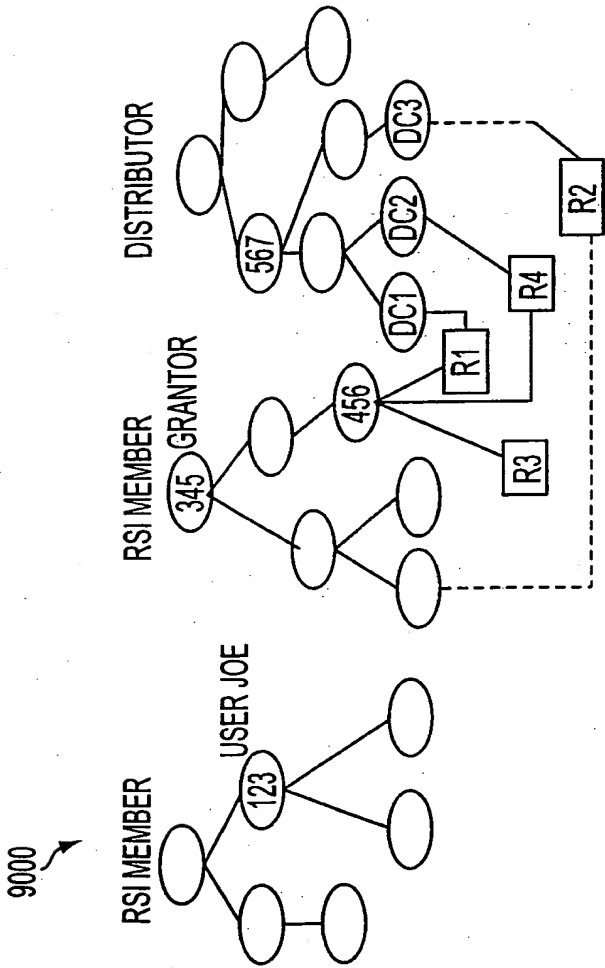 9000
RSI MEMBER
USER JOE
123
RSI MEMBER
345
GRANTOR
456
R1
R3
R4
R2
DISTRIBUTOR
567
DC1
DC2
DC3